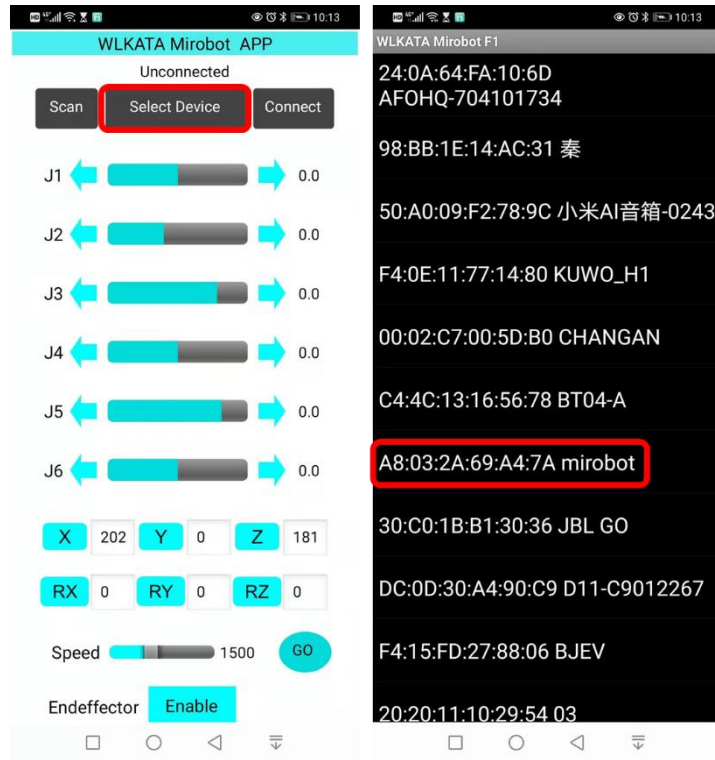 10:13
WLKATA Mirobot APP
Unconnected
Scan Select Device Connect
J1 0.0
J2 0.0
J3 0.0
J4 0.0
J5 0.0
J6 0.0
X 202 Y 0 Z 181
RX 0 RY 0 RZ 0
Speed 1500 GO
Endeffector Enable
10:13
WLKATA Mirobot F1
24:0A:64:FA:10:6D
AFOHQ-704101734
98:BB:1E:14:AC:31 秦
50:A0:09:F2:78:9C 小米AI音箱-0243
F4:0E:11:77:14:80 KUWO_H1
00:02:C7:00:5D:B0 CHANGAN
C4:4C:13:16:56:78 BT04-A
A8:03:2A:69:A4:7A mirobot
30:C0:1B:B1:30:36 JBL GO
DC:0D:30:A4:90:C9 D11-C9012267
F4:15:FD:27:88:06 BJEV
20:20:11:10:29:54 03